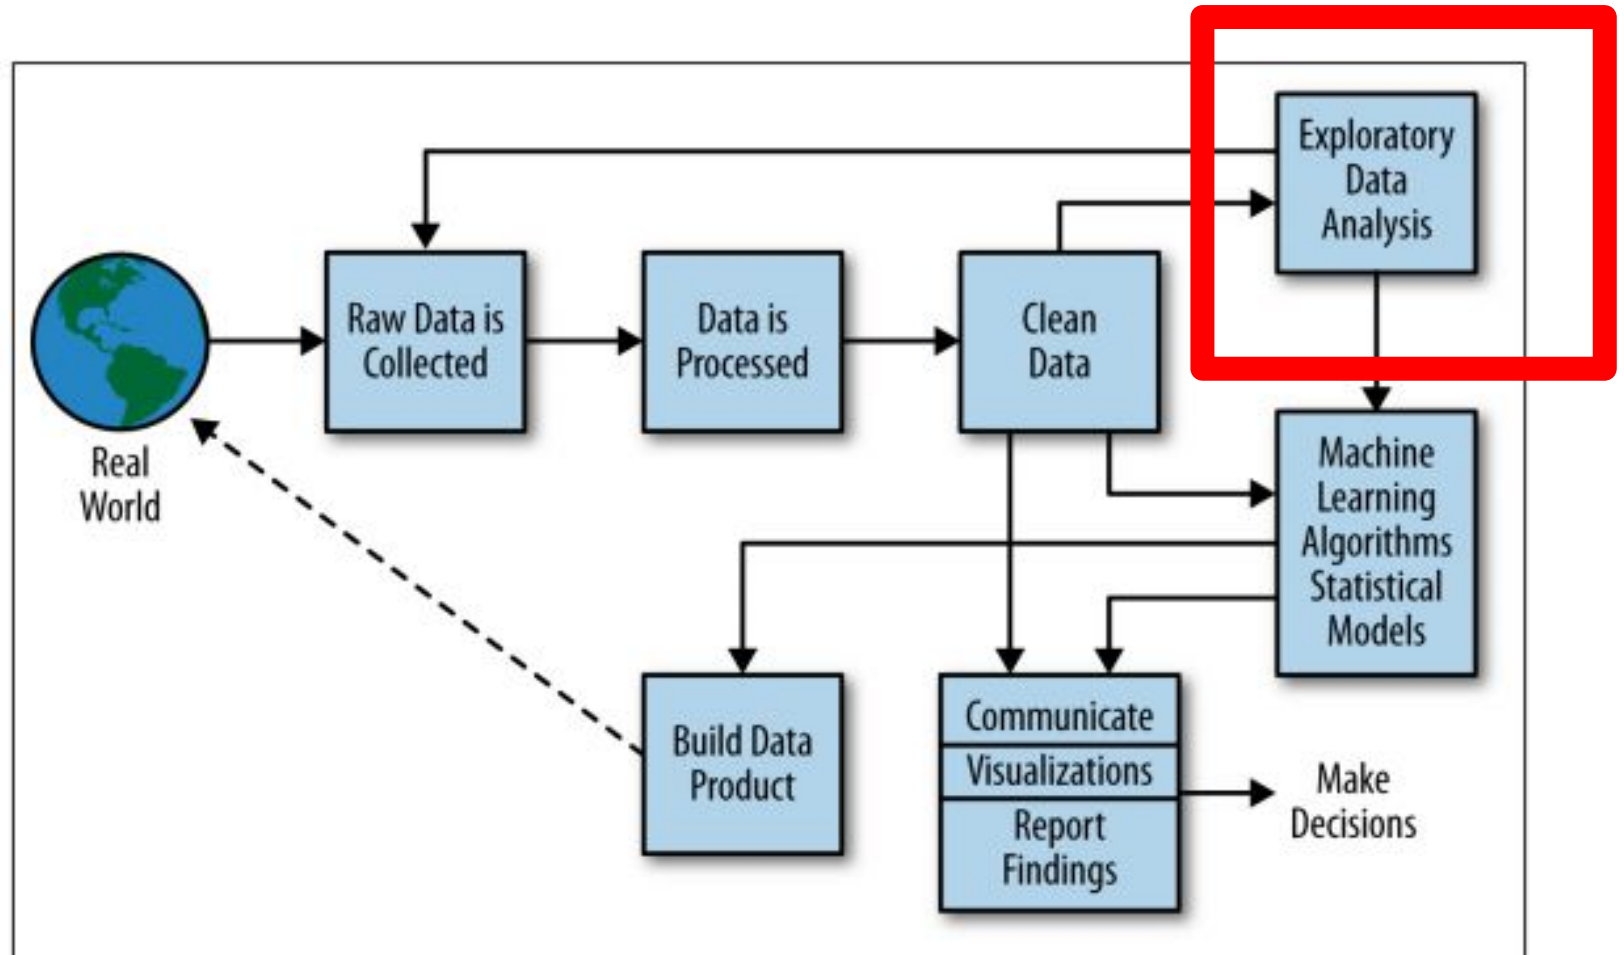 Exploratory
Data
Analysis
Raw Data is
Collected
Data is
Processed
Clean
Data
Real
World
Machine
Learning
Algorithms
Statistical
Models
Build Data
Product
Communicate
Visualizations
Report
Findings
Make
Decisions